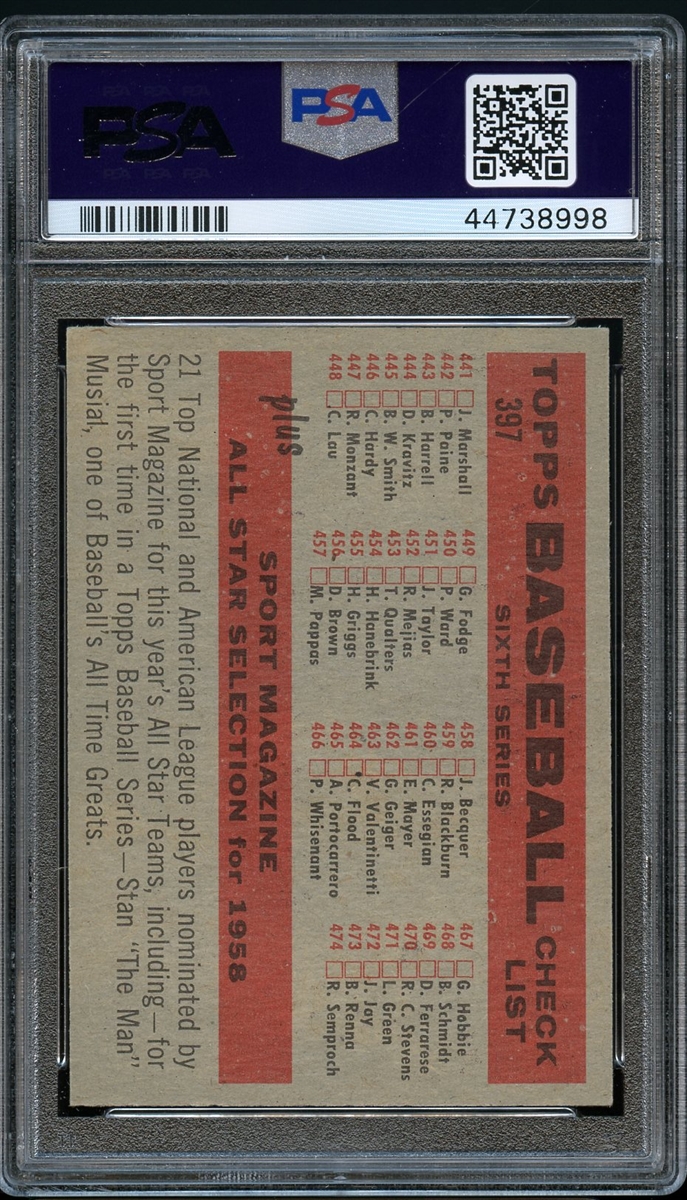 PSA
PSA
44738998
TOPPS BASEBALL CHECK LIST
397
SIXTH SERIES
441 J. Marshall
442 P. Paine
443 B. Harrell
444 D. Kravitz
445 B. W. Smith
446 C. Hardy
447 R. Monzant
448 C. Lau
449 G. Fodge
450 P. Ward
451 J. Taylor
452 R. Mejias
453 T. Qualters
454 H. Hanebrink
455 H. Griggs
456 D. Brown
457 M. Pappas
458 J. Becquer
459 R. Blackburn
460 C. Essegian
461 E. Mayer
462 G. Geiger
463 V. Valentinetti
464 C. Flood
465 A. Portocarrero
466 P. Whisenant
467 G. Hobbie
468 B. Schmidt
469 D. Ferrarese
470 R. C. Stevens
471 L. Green
472 J. Jay
473 B. Renna
474 R. Semproch
plus SPORT MAGAZINE
ALL STAR SELECTION for 1958
21 Top National and American League players nominated by
Sport Magazine for this year's All Star Teams, including—for
the first time in a Topps Baseball Series—Stan "The Man"
Musial, one of Baseball's All Time Greats.